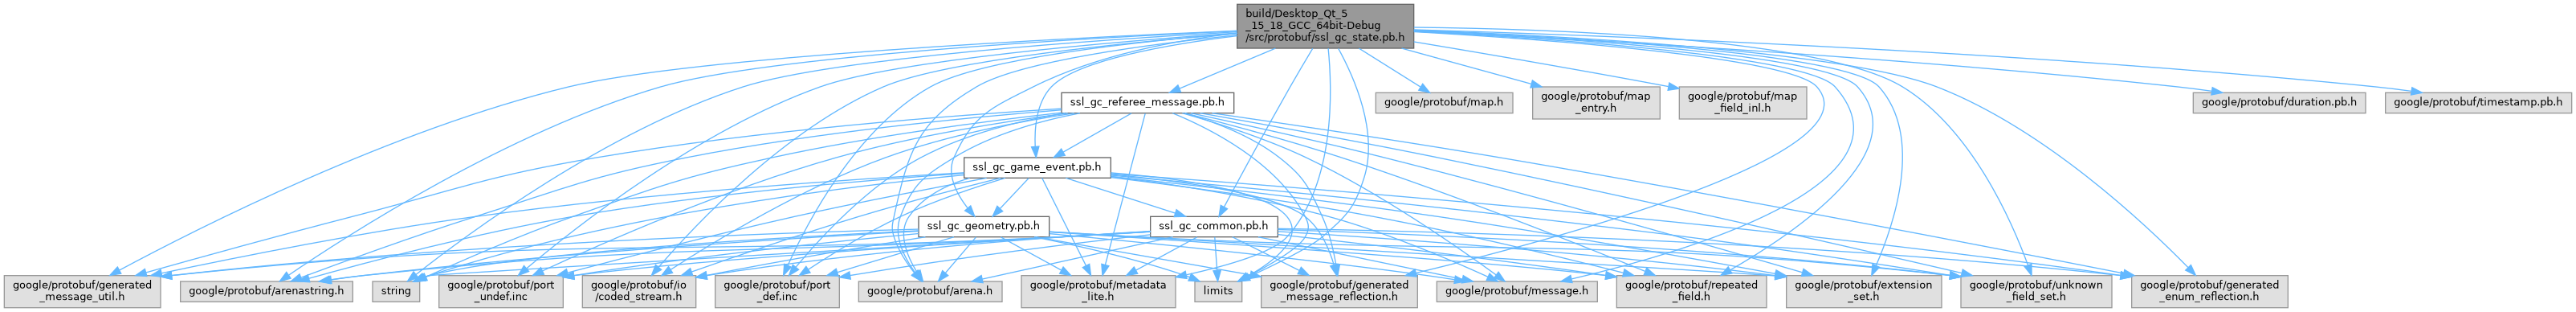 build/Desktop_Qt_5
_15_18_GCC_64bit-Debug
/src/protobuf/ssl_gc_state.pb.h
ssl_gc_referee_message.pb.h
google/protobuf/map.h
google/protobuf/map
_entry.h
google/protobuf/map
_field_inl.h
google/protobuf/duration.pb.h
google/protobuf/timestamp.pb.h
ssl_gc_game_event.pb.h
ssl_gc_geometry.pb.h
ssl_gc_common.pb.h
google/protobuf/generated
_message_util.h
google/protobuf/arenastring.h
string
google/protobuf/port
_undef.inc
google/protobuf/io
/coded_stream.h
google/protobuf/port
_def.inc
google/protobuf/arena.h
google/protobuf/metadata
_lite.h
limits
google/protobuf/generated
_message_reflection.h
google/protobuf/message.h
google/protobuf/repeated
_field.h
google/protobuf/extension
_set.h
google/protobuf/unknown
_field_set.h
google/protobuf/generated
_enum_reflection.h